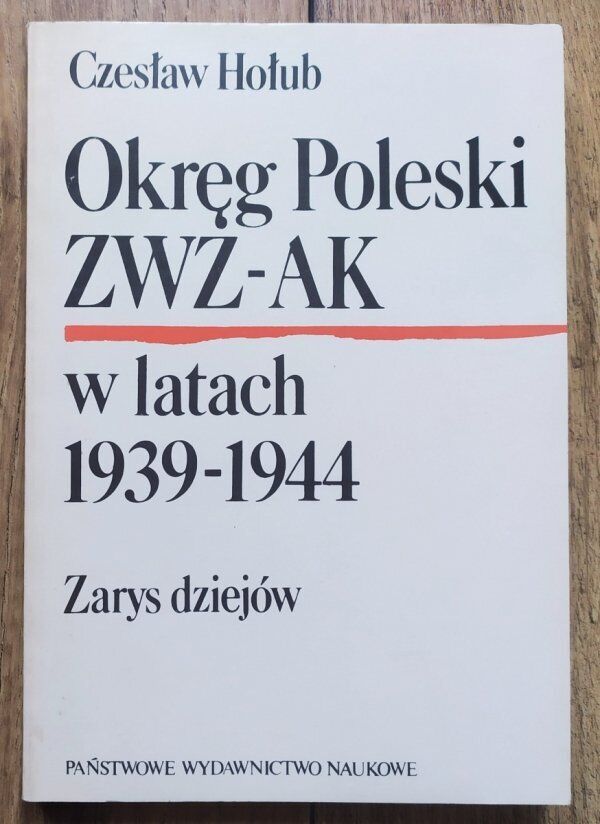 Czesław Hołub
Okręg Poleski
ZWZ-AK
w latach
1939-1944
Zarys dziejów
PAŃSTWOWE WYDAWNICTWO NAUKOWE